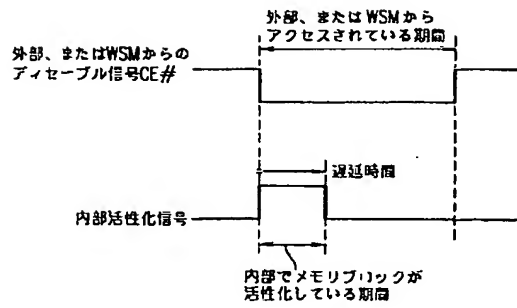 外部、またはWSMから
アクセスされている期間
外部、またはWSMからの
ディセーブル信号CE#
遅延時間
内部活性化信号
内部でメモリブロックが
活性化している期間